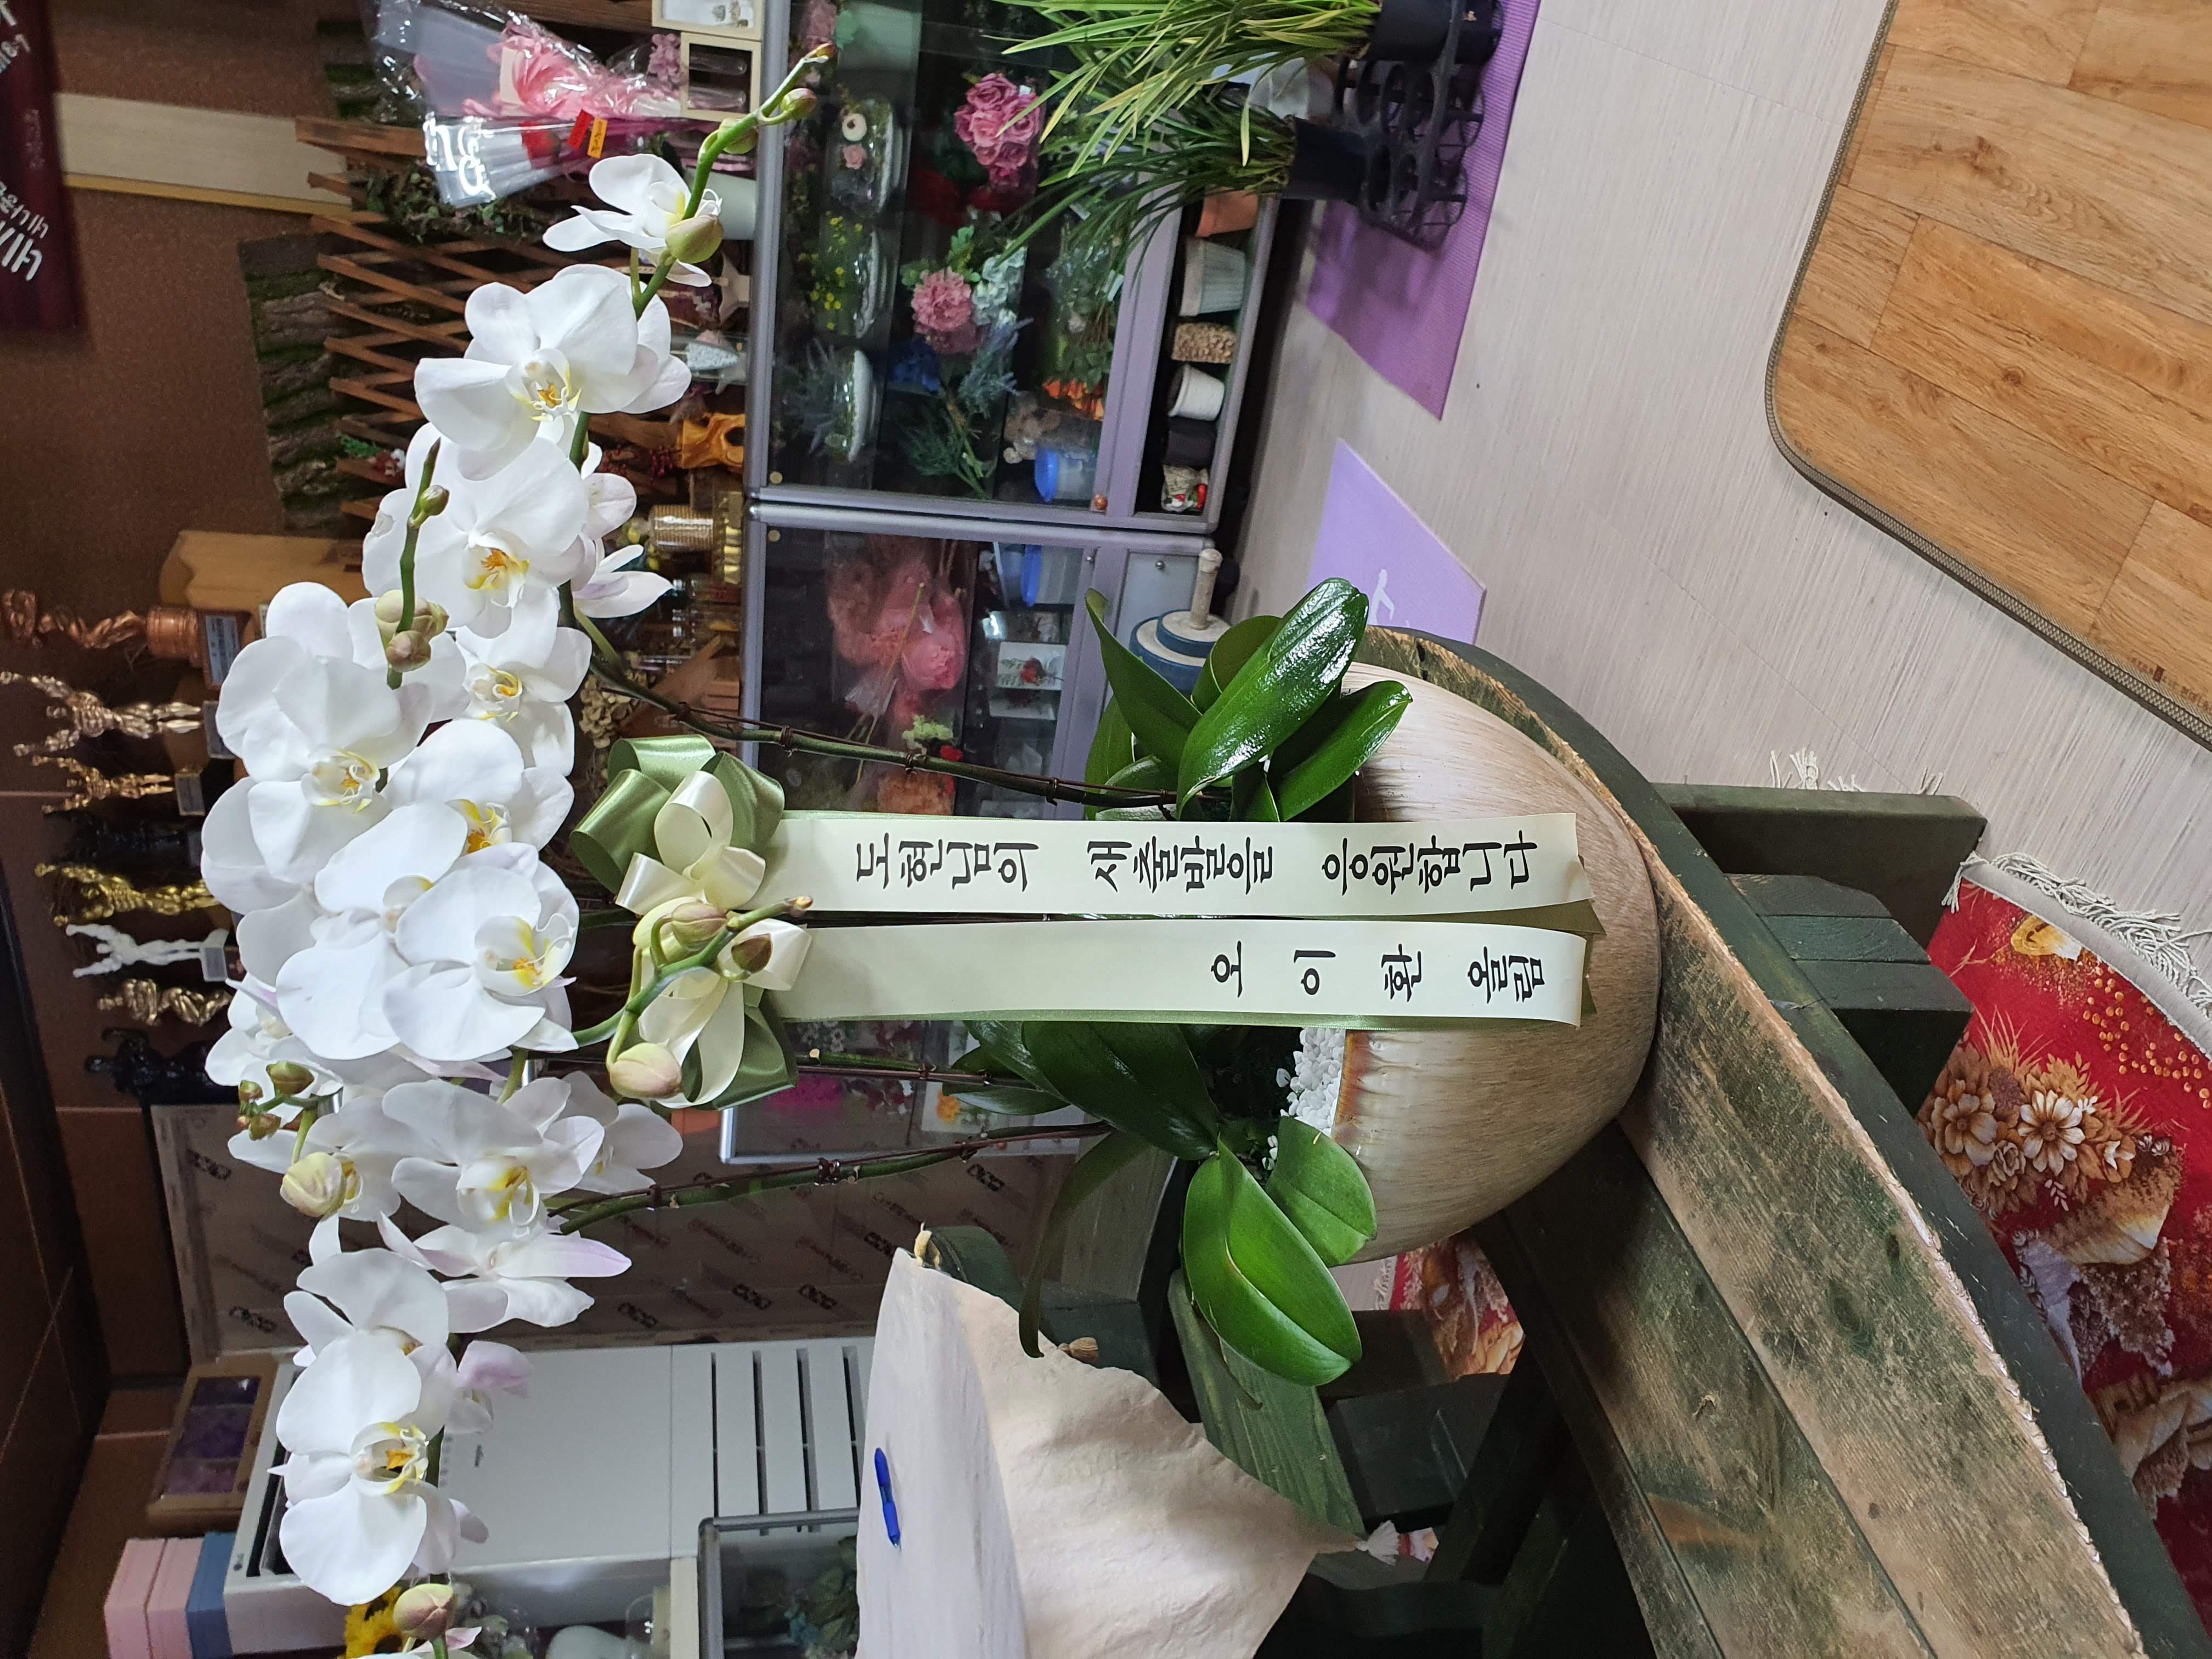 도현님의 새출발을 응원합니다
오 이 환 올림